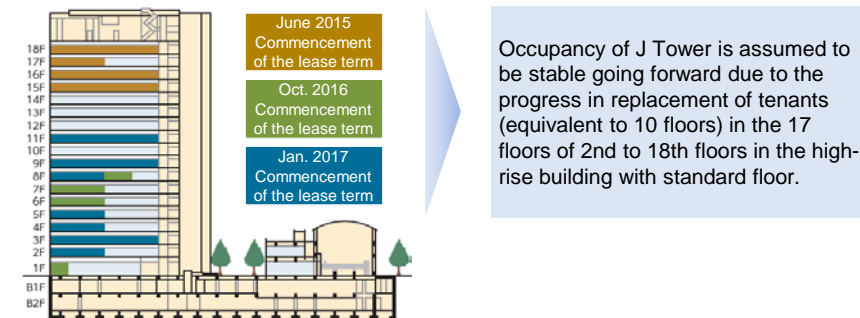 June 2015
Commencement
of the lease term
Oct. 2016
Commencement
of the lease term
Jan. 2017
Commencement
of the lease term
18F
17F
16F
15F
14F
13F
12F
11F
10F
9F
8F
7F
6F
5F
4F
3F
2F
1F
B1F
B2F
Occupancy of J Tower is assumed to
be stable going forward due to the
progress in replacement of tenants
(equivalent to 10 floors) in the 17
floors of 2nd to 18th floors in the high-
rise building with standard floor.